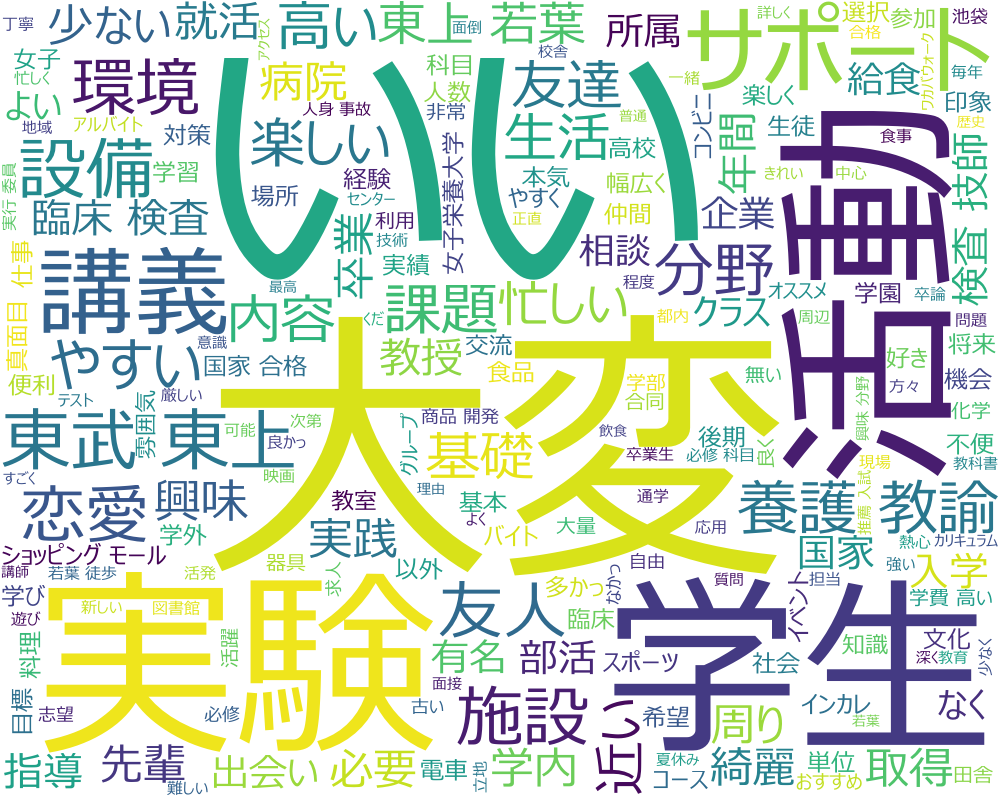 丁寧
少ない
就活
高い
面倒
東上 若葉
所属
サポート
選択
参加
池袋
詳しく
合格
アクセス
校舎
一緒
ワカバウォーク
毎年
女子
忙しく
環境
病院
科目
人数
友達
コンビニ
給食
楽しく
印象
よい
地域
アルバイト
人身 事故
非常
普通
歴史
楽しい
生活
高校
年間
生徒
食事
対策
設備
学習
場所
経験
センター
女子栄養大学
本気
やすく
幅広く
きれい
中心
技師
実行 委員
臨床 検査
卒業
利用
技術
正直
仲間
企業
活動
実績
相談
分野
検査
真面目
仕事
講義
最高
程度
オススメ
学園
卒論
内容
くだ
課題
忙しい
都内
クラス
周辺
問題
やすい
意識
教授
交流
好き
将来
便利
国家 合格
食品
無い
方々
機会
テスト
厳しい
大変
学部
合同
興味 分野
化学
東武 東上
雰囲気
可能
次第
良かっ
グループ
商品 開発
飲食
後期
良く
不便
基礎
卒業生
必修 科目
現場
教科書
すごく
映画
恋愛
興味
教室
理由
基本
よく
通学
養護 教諭
推薦 入試
学外
実践
バイト
大量
応用
国家
熱心
カリキュラム
ショッピング モール
講師
若葉 徒歩
活発
器具
求人
以外
多かっ
なかっ
自由
質問
担当
強い
入学
学び
新しい
図書館
実験
友人
臨床
学生
イベント
学費 高い
遊び
料理
活躍
有名
部活
スポーツ
社会
知識
文化
深く
教育
少なく
目標
志望
必修
面接
古い
施設
近い
希望
周り
インカレ
若葉
なく
指導
先輩
難しい
出会い
必要
電車
立地
学内
夏休み
コース
綺麗
単位
おすすめ
取得
田舎